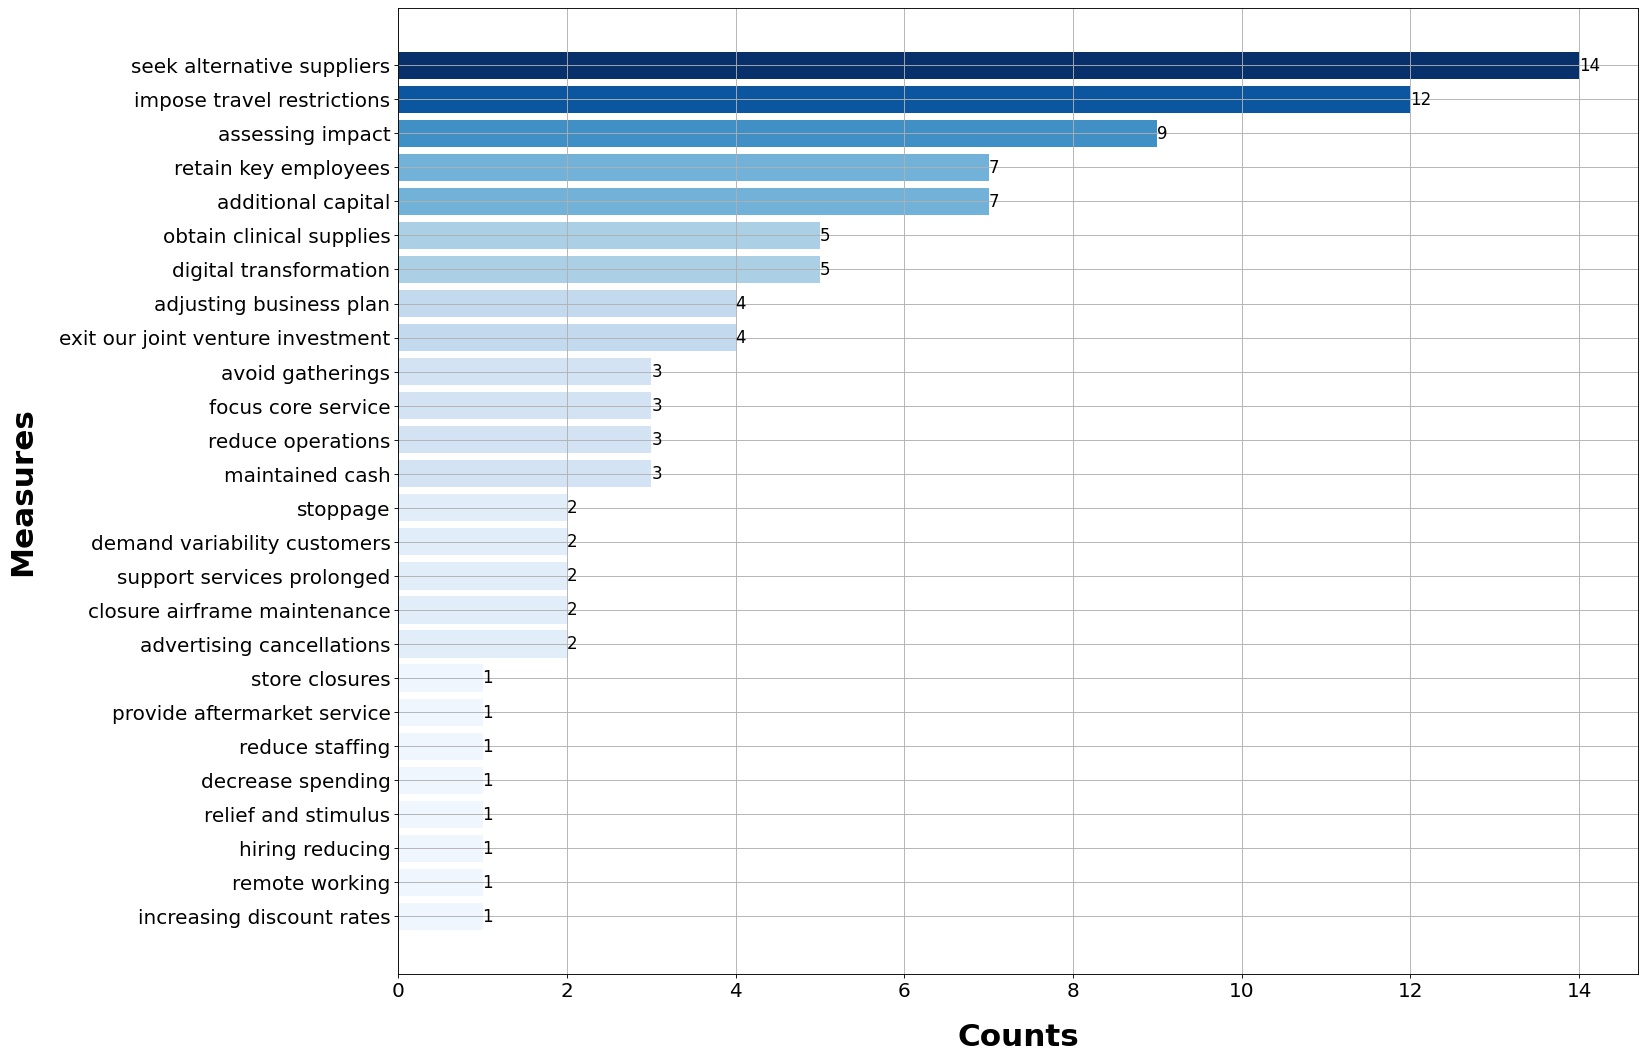 seek alternative suppliers 14
impose travel restrictions 12
assessing impact 9
retain key employees 7
additional capital 7
obtain clinical supplies 5
digital transformation 5
adjusting business plan 4
exit our joint venture investment 4
avoid gatherings 3
focus core service 3
reduce operations 3
maintained cash 3
stoppage 2
demand variability customers 2
support services prolonged 2
closure airframe maintenance 2
advertising cancellations 2
store closures 1
provide aftermarket service 1
reduce staffing 1
decrease spending 1
relief and stimulus 1
hiring reducing 1
remote working 1
increasing discount rates 1
Measures
0 2 4 6 8 10 12 14
Counts